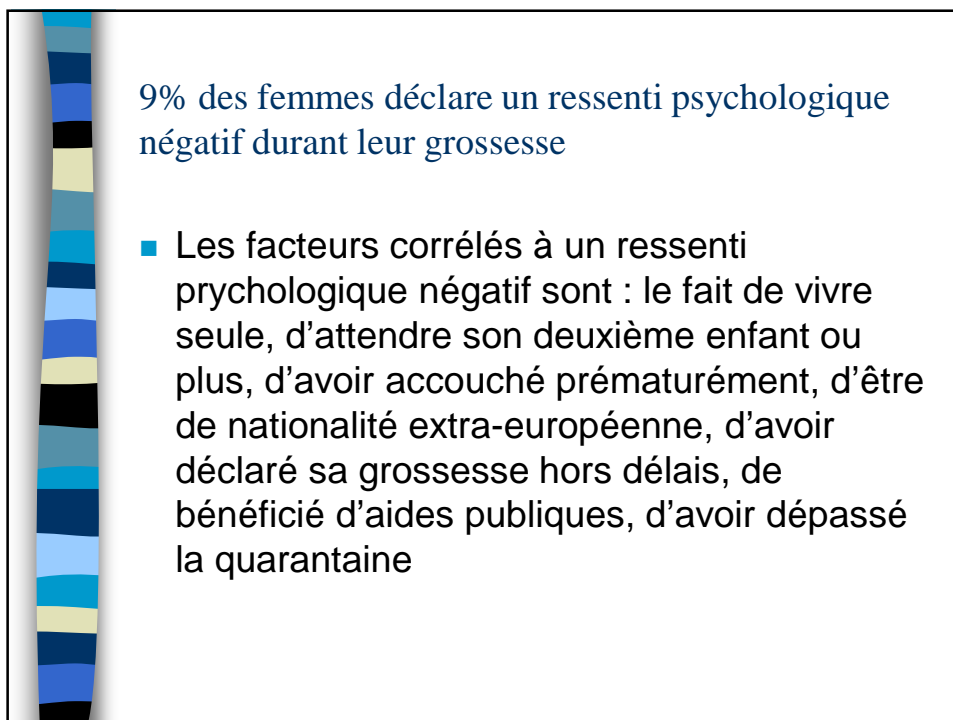 9% des femmes déclare un ressenti psychologique
négatif durant leur grossesse
Les facteurs corrélés à un ressenti
prychologique négatif sont : le fait de vivre
seule, d’attendre son deuxième enfant ou
plus, d’avoir accouché prématurément, d’être
de nationalité extra-européenne, d’avoir
déclaré sa grossesse hors délais, de
bénéficié d’aides publiques, d’avoir dépassé
la quarantaine